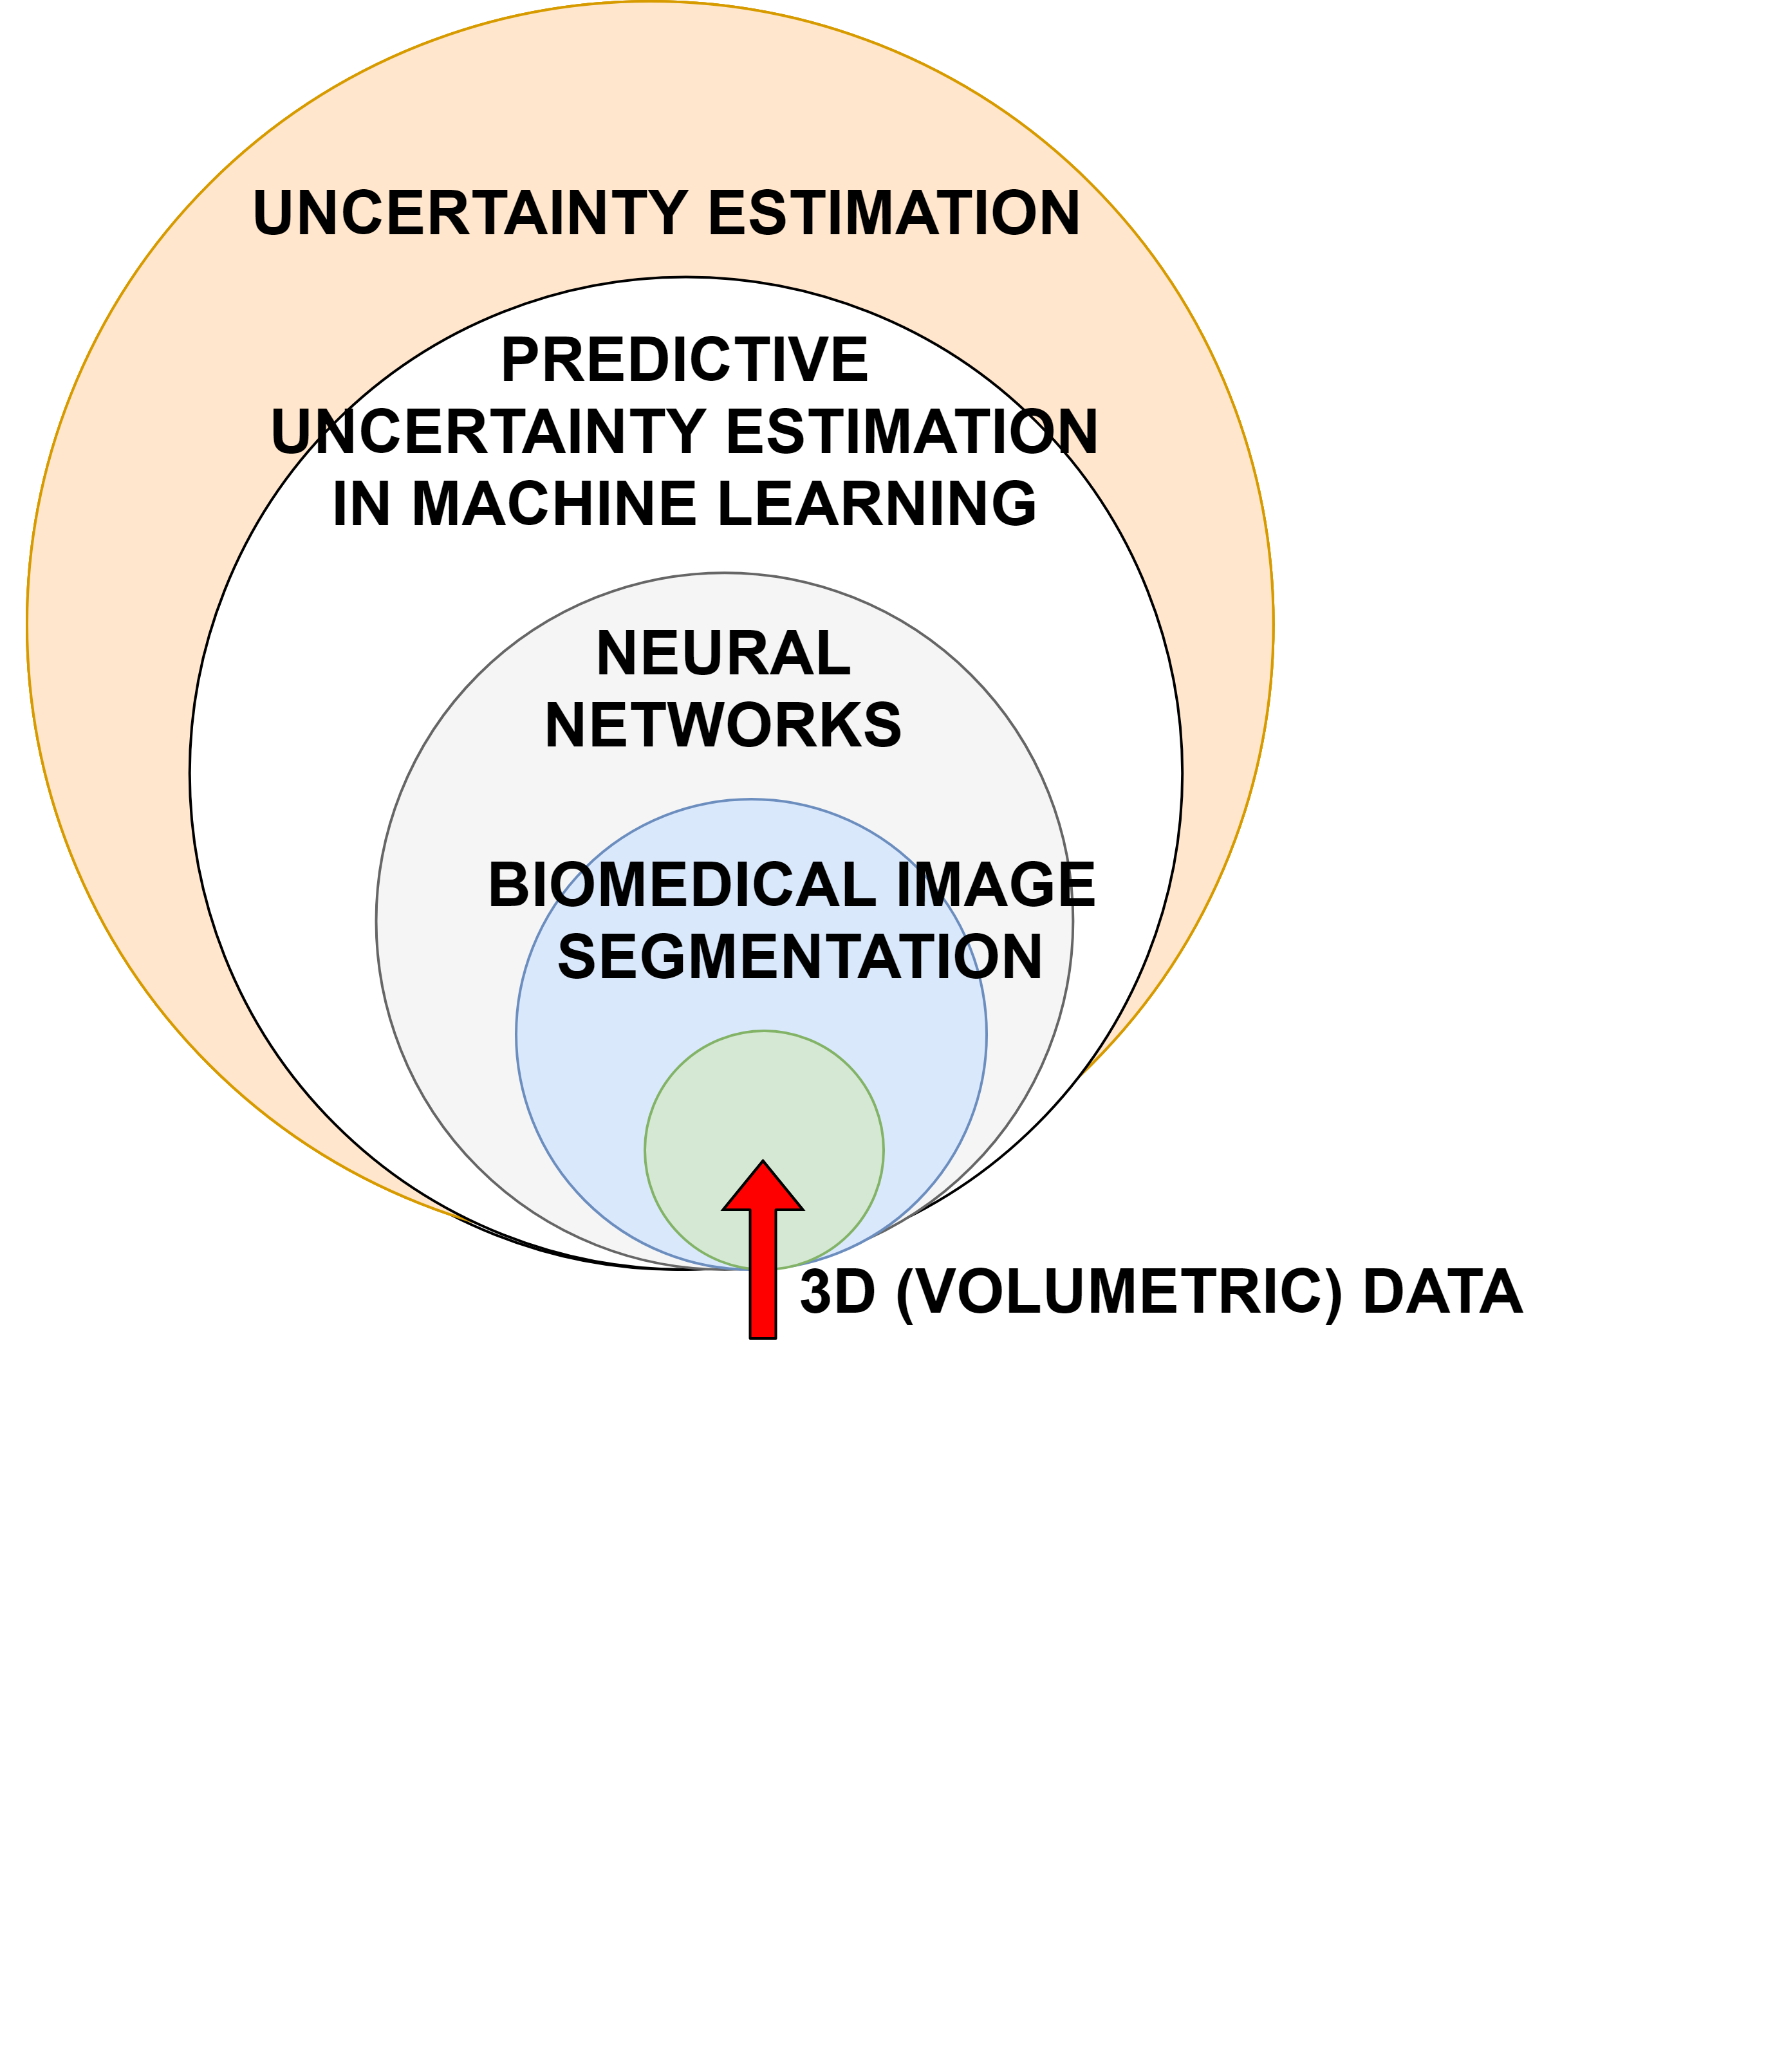 UNCERTAINTY ESTIMATION
PREDICTIVE
UNCERTAINTY ESTIMATION
IN MACHINE LEARNING
NEURAL
NETWORKS
BIOMEDICAL IMAGE
SEGMENTATION
3D (VOLUMETRIC) DATA